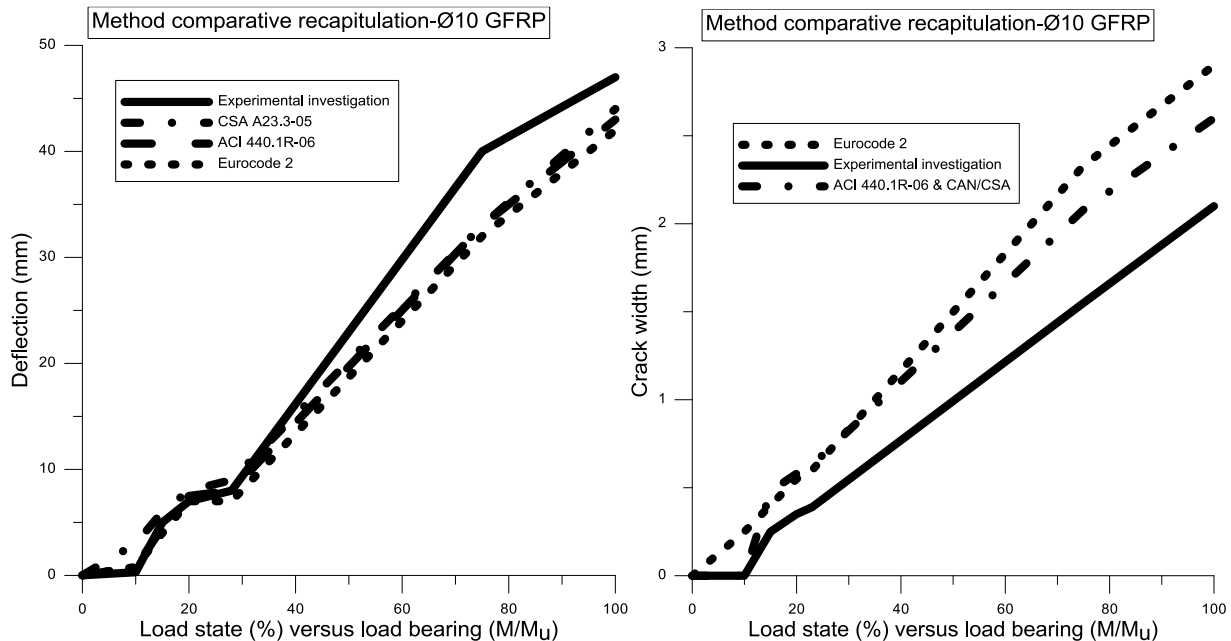 Method comparative recapitulation-Ø10 GFRP
50
40
30
20
10
0
Deflection (mm)
Experimental investigation
CSA A23.3-05
ACI 440.1R-06
Eurocode 2
0 20 40 60 80 100
Load state (%) versus load bearing (M/Mu)
Method comparative recapitulation-Ø10 GFRP
3
2
1
0
Crack width (mm)
Eurocode 2
Experimental investigation
ACI 440.1R-06 & CAN/CSA
0 20 40 60 80 100
Load state (%) versus load bearing (M/Mu)